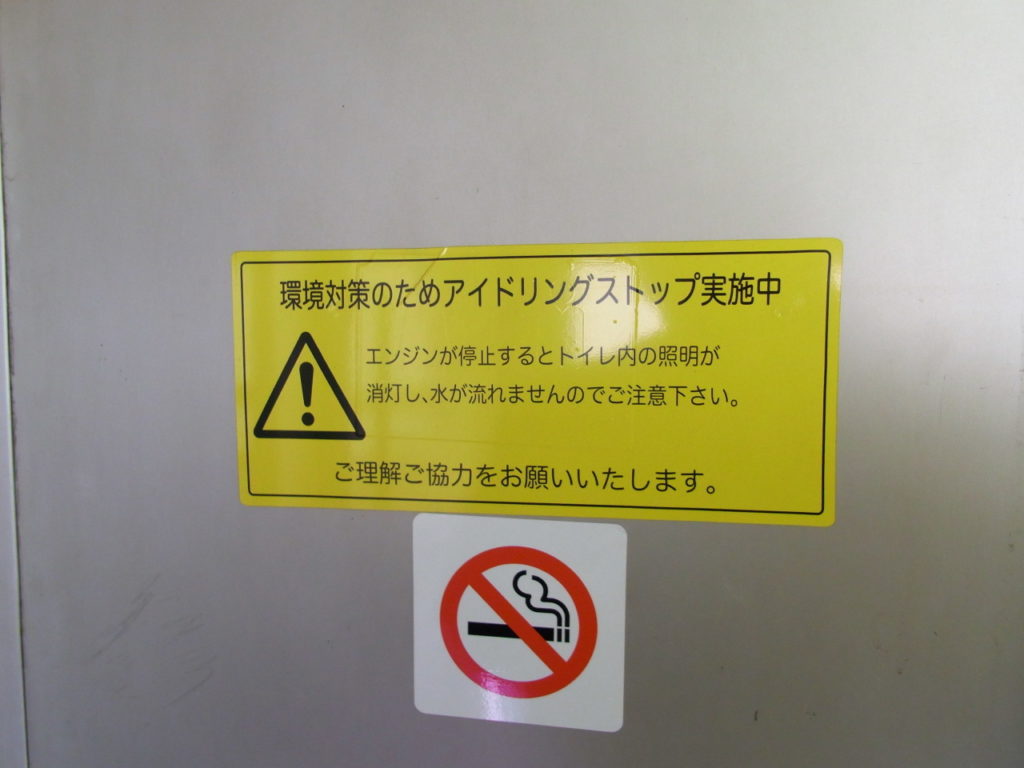 環境対策のためアイドリングストップ実施中
エンジンが停止するとトイレ内の照明が
消灯し、水が流れませんのでご注意下さい。
ご理解ご協力をお願いいたします。